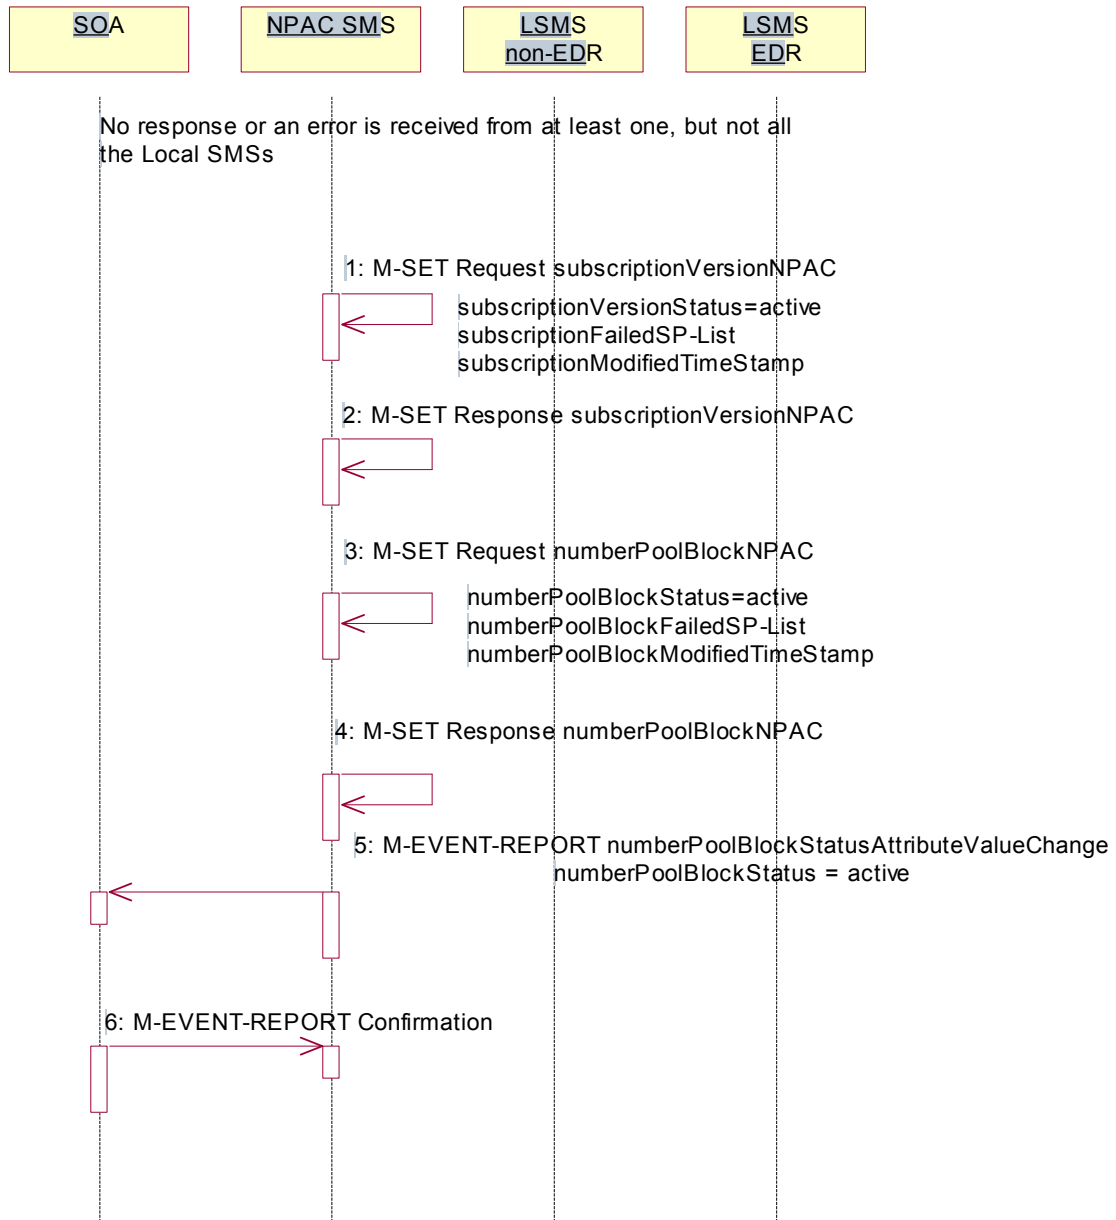 SOA
NPAC SMS
LSMS
non-EDR
LSMS
EDR
No response or an error is received from at least one, but not all
the Local SMSs
1: M-SET Request subscriptionVersionNPAC
subscriptionVersionStatus=active
subscriptionFailedSP-List
subscriptionModifiedTimeStamp
2: M-SET Response subscriptionVersionNPAC
3: M-SET Request numberPoolBlockNPAC
numberPoolBlockStatus=active
numberPoolBlockFailedSP-List
numberPoolBlockModifiedTimeStamp
4: M-SET Response numberPoolBlockNPAC
5: M-EVENT-REPORT numberPoolBlockStatusAttributeValueChange
numberPoolBlockStatus = active
6: M-EVENT-REPORT Confirmation